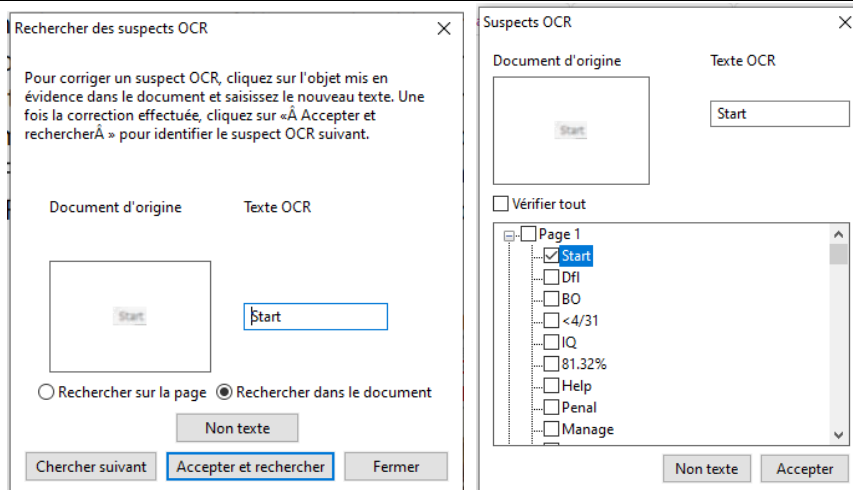 Rechercher des suspects OCR
Pour corriger un suspect OCR, cliquez sur l'objet mis en
évidence dans le document et saisissez le nouveau texte. Une
fois la correction effectuée, cliquez sur «Â Accepter et
rechercherÂ » pour identifier le suspect OCR suivant.
Document d'origine
Texte OCR
Start
Start
Rechercher sur la page
Rechercher dans le document
Non texte
Chercher suivant
Accepter et rechercher
Fermer
Suspects OCR
Document d'origine
Texte OCR
Start
Start
Vérifier tout
Page 1
Start
Dfl
BO
<4/31
IQ
81.32%
Help
Penal
Manage
Non texte
Accepter